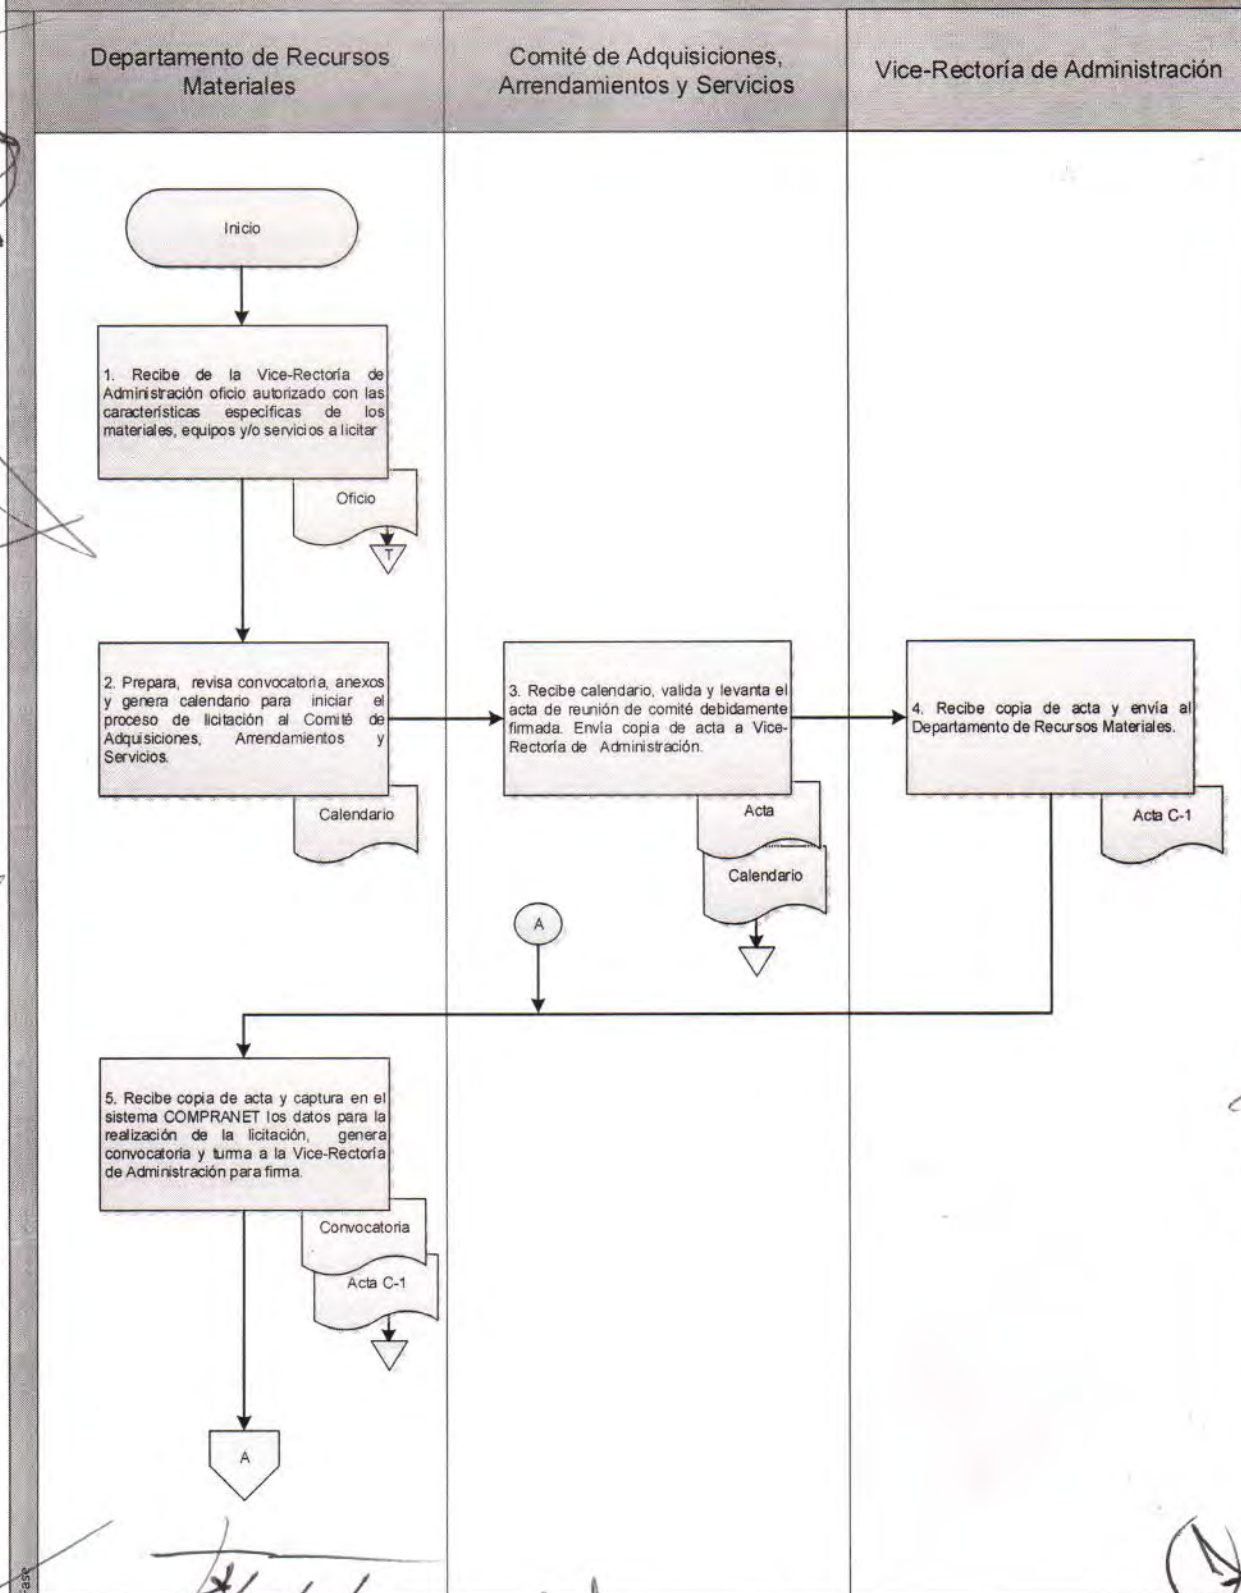 Departamento de Recursos
Materiales
Comité de Adquisiciones,
Arrendamientos y Servicios
Vice-Rectoría de Administración
Inicio
1. Recibe de la Vice-Rectoría de
Administración oficio autorizado con las
características específicas de los
materiales, equipos y/o servicios a licitar
Oficio
T
2. Prepara, revisa convocatoria, anexos
y genera calendario para iniciar el
proceso de licitación al Comité de
Adquisiciones, Arrendamientos y
Servicios.
Calendario
3. Recibe calendario, valida y levanta el
acta de reunión de comité debidamente
firmada. Envía copia de acta a Vice-
Rectoría de Administración.
Acta
Calendario
4. Recibe copia de acta y envía al
Departamento de Recursos Materiales.
Acta C-1
A
5. Recibe copia de acta y captura en el
sistema COMPRANET los datos para la
realización de la licitación, genera
convocatoria y turna a la Vice-Rectoría
de Administración para firma.
Convocatoria
Acta C-1
A
Fase